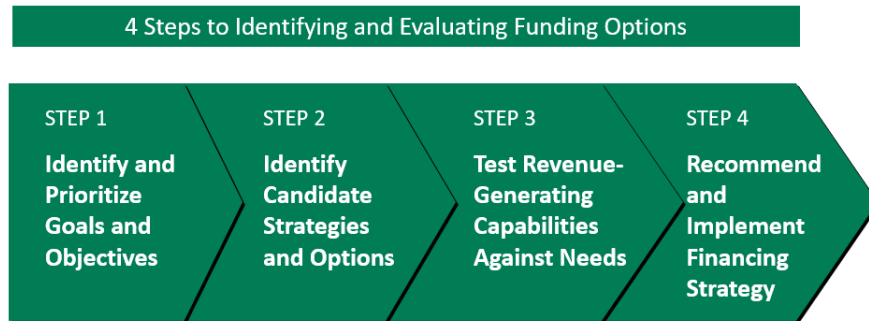 4 Steps to Identifying and Evaluating Funding Options
STEP 1
Identify and
Prioritize
Goals and
Objectives
STEP 2
Identify
Candidate
Strategies
and Options
STEP 3
Test Revenue-
Generating
Capabilities
Against Needs
STEP 4
Recommend
and
Implement
Financing
Strategy